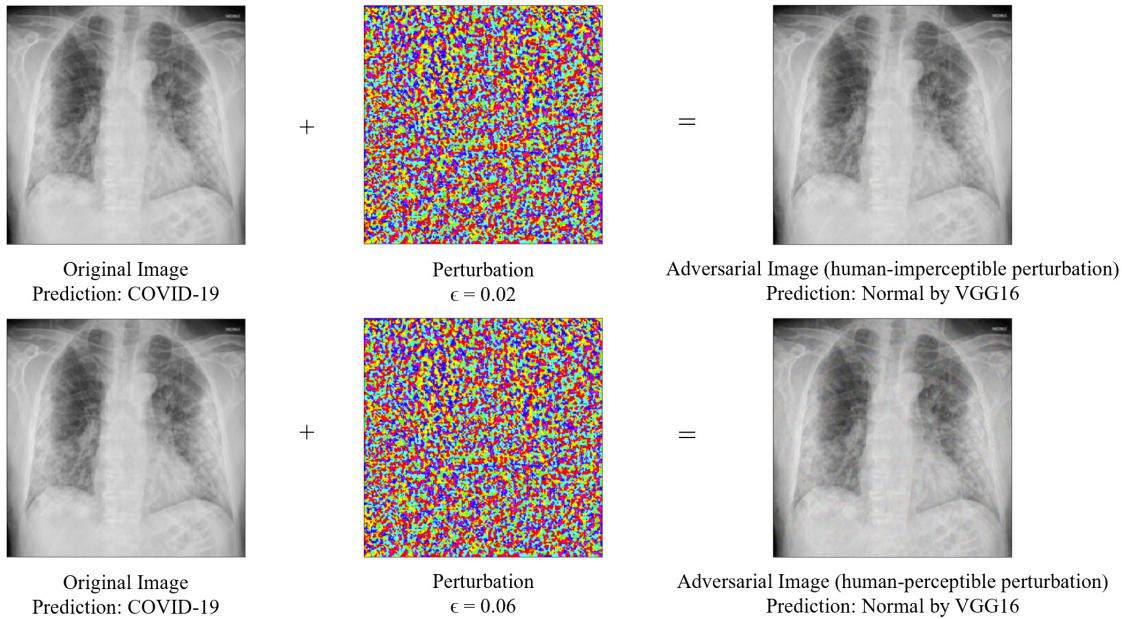 +
=
Original Image
Prediction: COVID-19
Perturbation
ϵ = 0.02
Adversarial Image (human-imperceptible perturbation)
Prediction: Normal by VGG16
+
=
Original Image
Prediction: COVID-19
Perturbation
ϵ = 0.06
Adversarial Image (human-perceptible perturbation)
Prediction: Normal by VGG16